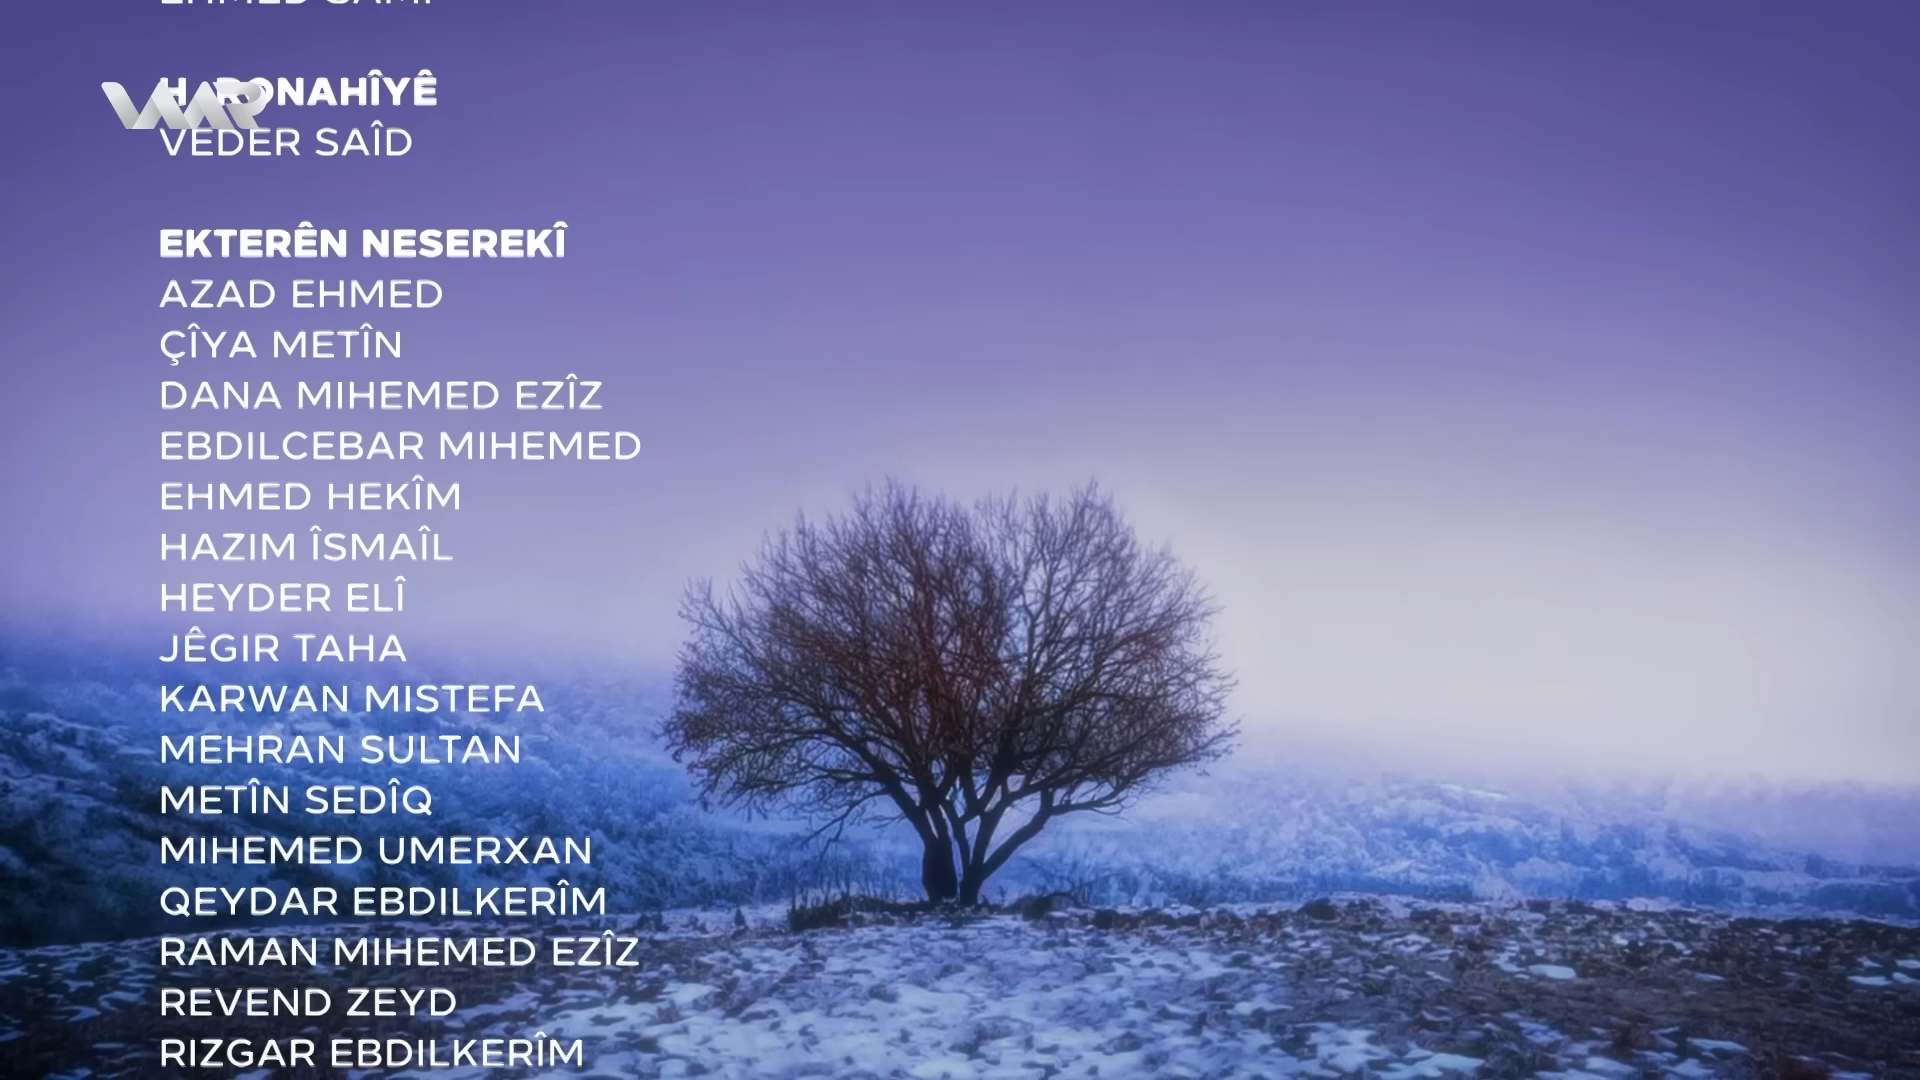 VAAR
VEDER SAÎD
EKTERÊN NESEREKÎ
AZAD EHMED
ÇÎYA METÎN
DANA MIHEMED EZÎZ
EBDILCEBAR MIHEMED
EHMED HEKÎM
HAZIM ÎSMAÎL
HEYDER ELÎ
JÊGIR TAHA
KARWAN MISTEFA
MEHRAN SULTAN
METÎN SEDÎQ
MIHEMED UMERXAN
QEYDAR EBDILKERÎM
RAMAN MIHEMED EZÎZ
REVEND ZEYD
RIZGAR EBDILKERÎM